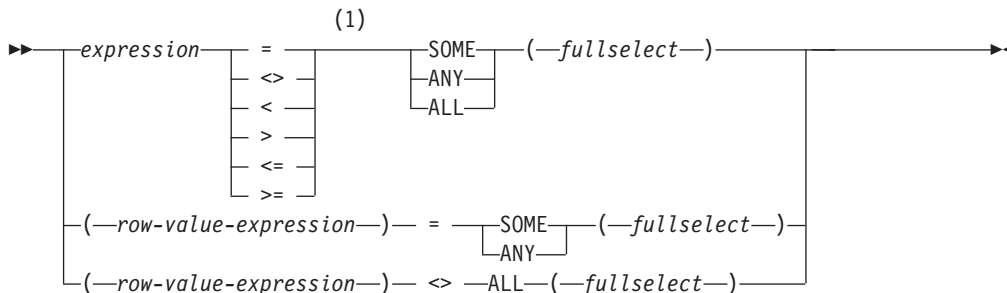 (1)
expression = SOME ( fullselect )
<> ANY
< ALL
>
<=
>=
( row-value-expression ) = SOME ( fullselect )
ANY
( row-value-expression ) <> ALL ( fullselect )